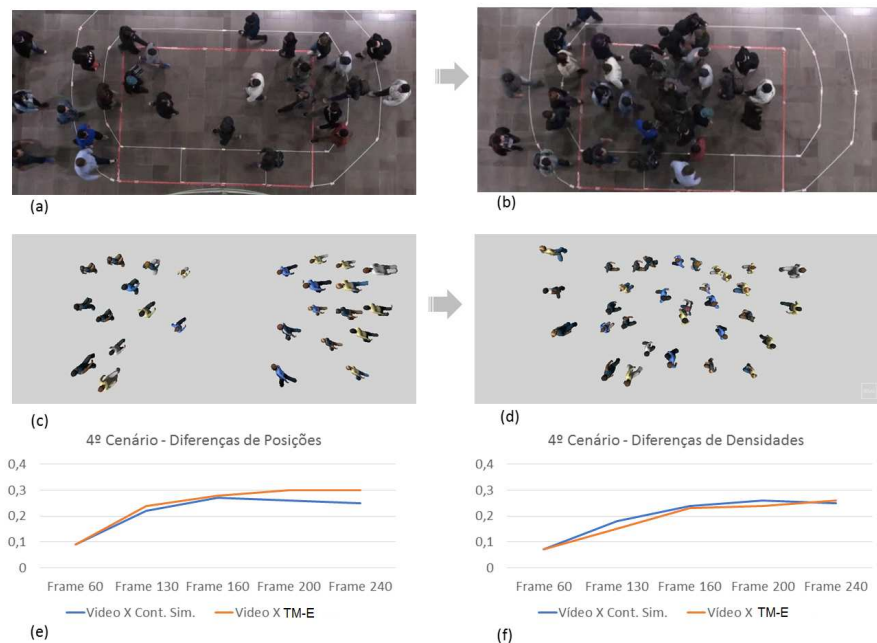 (a)
(b)
(c)
(d)
4º Cenário - Diferenças de Posições
0,4
0,3
0,2
0,1
0
Frame 60 Frame 130 Frame 160 Frame 200 Frame 240
Video X Cont. Sim. Video X TM-E
(e)
4º Cenário - Diferenças de Densidades
0,4
0,3
0,2
0,1
0
Frame 60 Frame 130 Frame 160 Frame 200 Frame 240
Video X Cont. Sim. Vídeo X TM-E
(f)